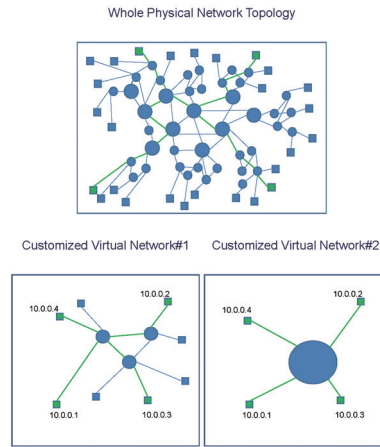 Whole Physical Network Topology
Customized Virtual Network#1
Customized Virtual Network#2
10.0.0.4
10.0.0.2
10.0.0.1
10.0.0.3
10.0.0.4
10.0.0.2
10.0.0.1
10.0.0.3